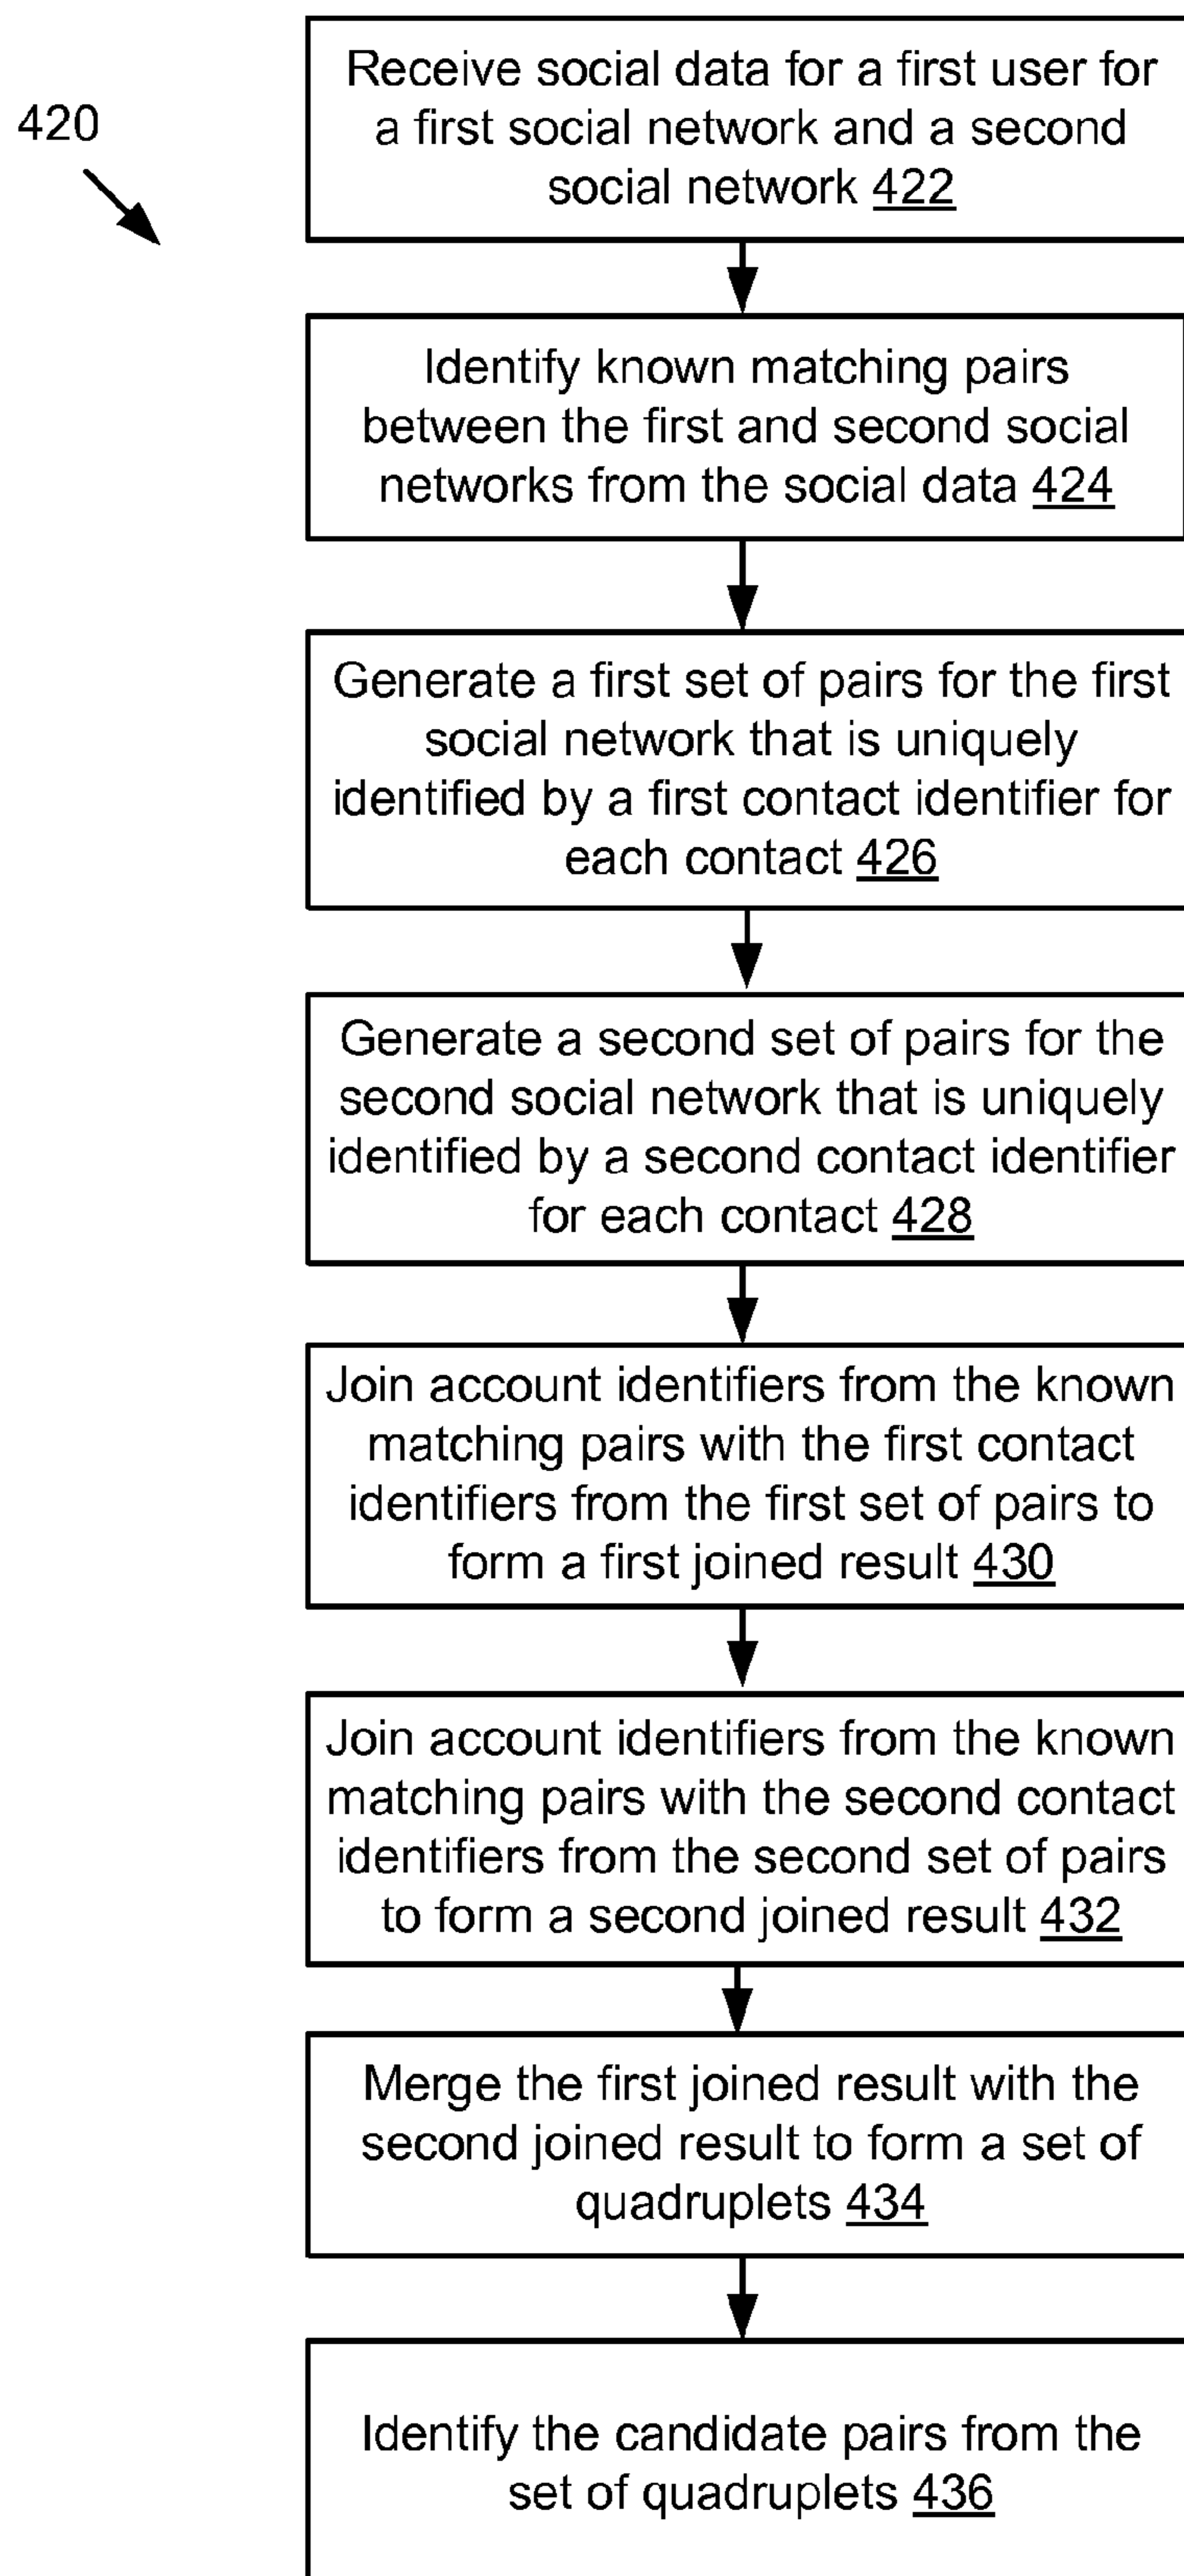 420
Receive social data for a first user for
a first social network and a second
social network 422
Identify known matching pairs
between the first and second social
networks from the social data 424
Generate a first set of pairs for the first
social network that is uniquely
identified by a first contact identifier for
each contact 426
Generate a second set of pairs for the
second social network that is uniquely
identified by a second contact identifier
for each contact 428
Join account identifiers from the known
matching pairs with the first contact
identifiers from the first set of pairs to
form a first joined result 430
Join account identifiers from the known
matching pairs with the second contact
identifiers from the second set of pairs
to form a second joined result 432
Merge the first joined result with the
second joined result to form a set of
quadruplets 434
Identify the candidate pairs from the
set of quadruplets 436